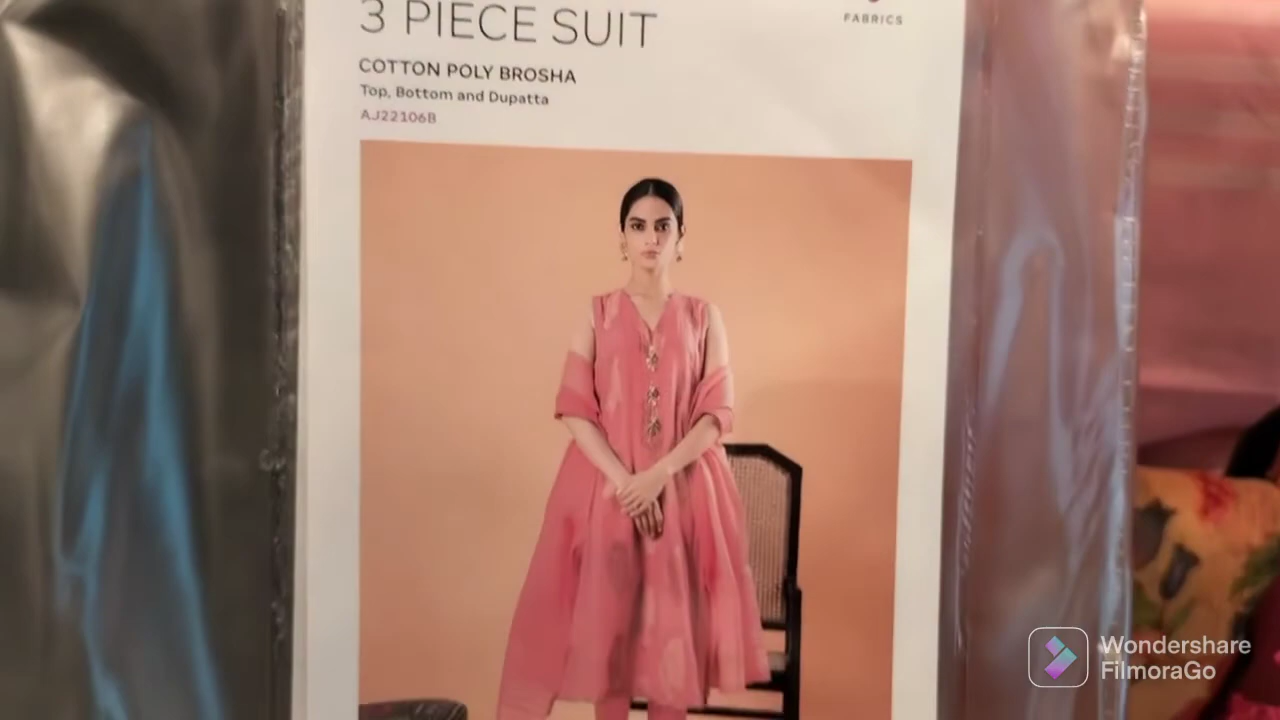 3 PIECE SUIT
FABRICS
COTTON POLY BROSHA
Top, Bottom and Dupatta
AJ22106B
Wondershare
FilmoraGo